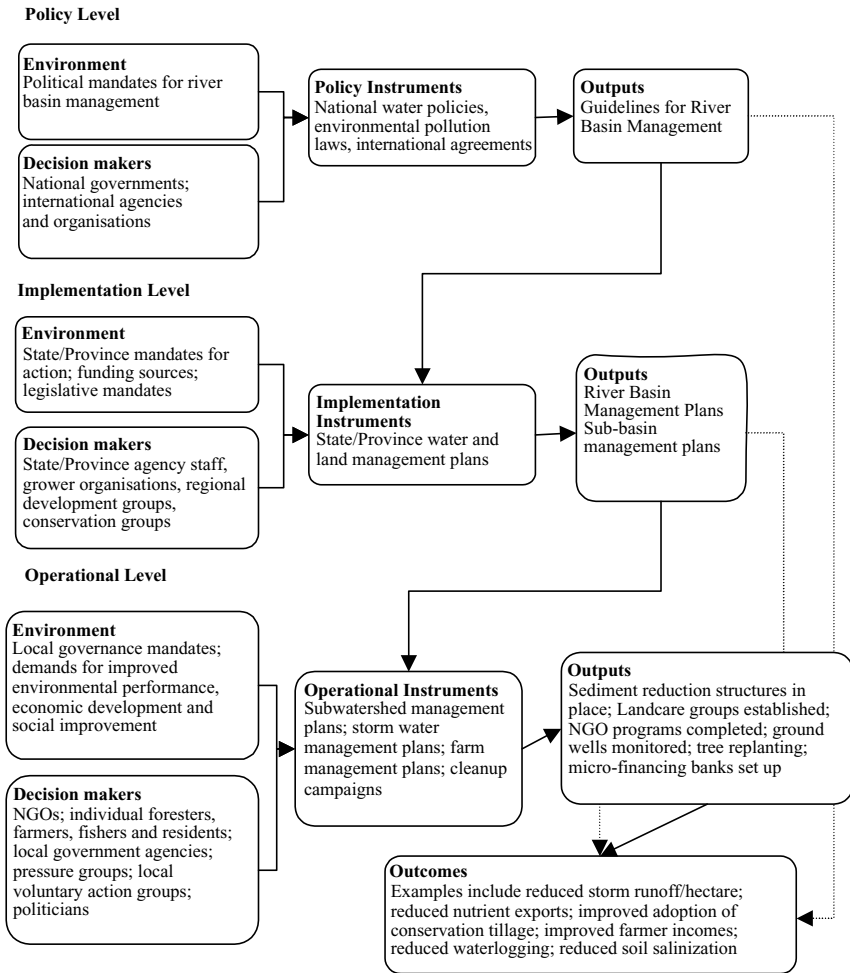 Policy Level
Environment
Political mandates for river
basin management
Decision makers
National governments;
international agencies
and organisations
Policy Instruments
National water policies,
environmental pollution
laws, international agreements
Outputs
Guidelines for River
Basin Management
Implementation Level
Environment
State/Province mandates for
action; funding sources;
legislative mandates
Decision makers
State/Province agency staff,
grower organisations, regional
development groups,
conservation groups
Implementation
Instruments
State/Province water and
land management plans
Outputs
River Basin
Management Plans
Sub-basin
management plans
Operational Level
Environment
Local governance mandates;
demands for improved
environmental performance,
economic development and
social improvement
Decision makers
NGOs; individual foresters,
farmers, fishers and residents;
local government agencies;
pressure groups; local
voluntary action groups;
politicians
Operational Instruments
Subwatershed management
plans; storm water
management plans; farm
management plans; cleanup
campaigns
Outputs
Sediment reduction structures in
place; Landcare groups established;
NGO programs completed; ground
wells monitored; tree replanting;
micro-financing banks set up
Outcomes
Examples include reduced storm runoff/hectare;
reduced nutrient exports; improved adoption of
conservation tillage; improved farmer incomes;
reduced waterlogging; reduced soil salinization